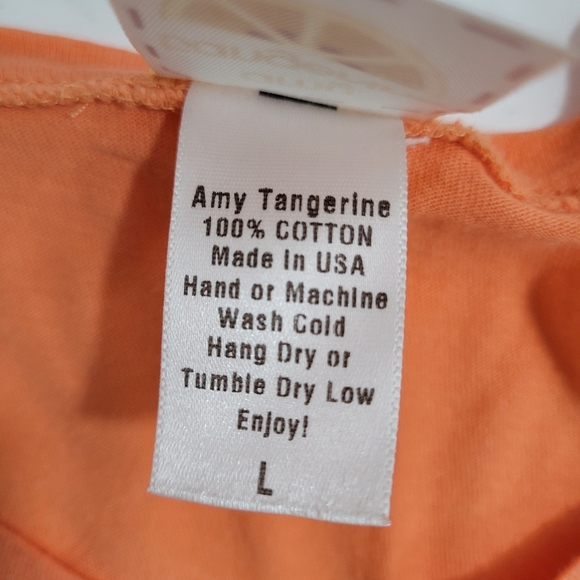 Amy Tangerine
100% COTTON
Made in USA
Hand or Machine
Wash Cold
Hang Dry or
Tumble Dry Low
Enjoy!
L